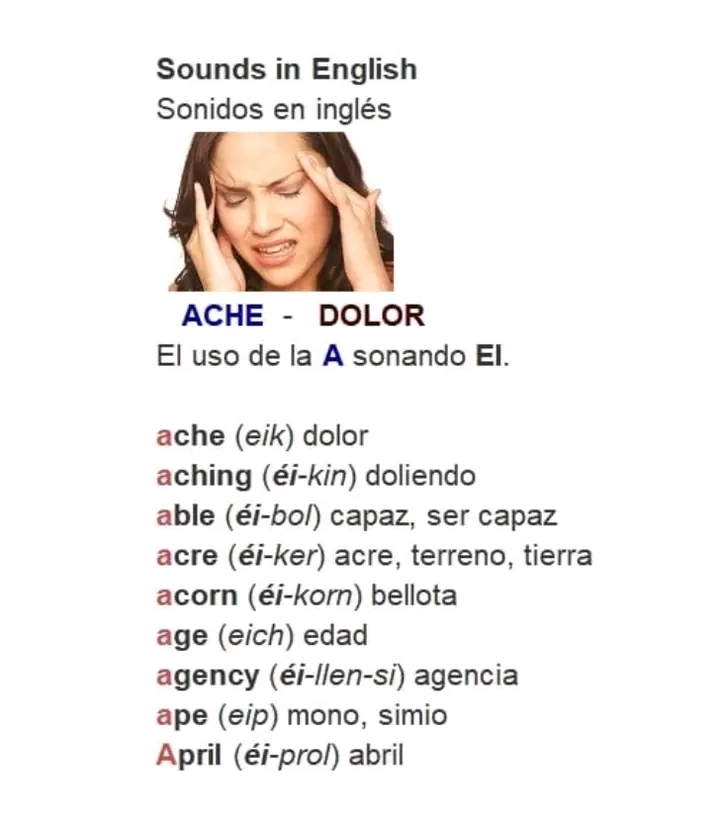 Sounds in English
Sonidos en inglés
ACHE - DOLOR
El uso de la A sonando EI.
ache (eik) dolor
aching (éi-kin) doliendo
able (éi-bol) capaz, ser capaz
acre (éi-ker) acre, terreno, tierra
acorn (éi-korn) bellota
age (eich) edad
agency (éi-llen-si) agencia
ape (eip) mono, simio
April (éi-prol) abril